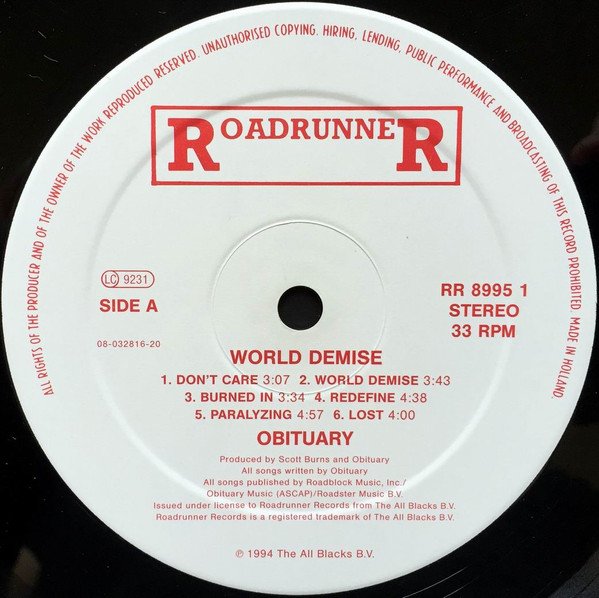 ALL RIGHTS OF THE PRODUCER AND OF THE OWNER OF THE WORK REPRODUCED RESERVED. UNAUTHORISED COPYING. HIRING, LENDING, PUBLIC PERFORMANCE AND BROADCASTING OF THIS RECORD PROHIBITED. MADE IN HOLLAND.
ROADRUNNER
LC 9231
SIDE A
08-032816-20
RR 8995 1
STEREO
33 RPM
WORLD DEMISE
1. DON'T CARE 3:07 2. WORLD DEMISE 3:43
3. BURNED IN 3:34 4. REDEFINE 4:38
5. PARALYZING 4:57 6. LOST 4:00
OBITUARY
Produced by Scott Burns and Obituary
All songs written by Obituary
All songs published by Roadblock Music, Inc./
Obituary Music (ASCAP)/Roadster Music B.V.
Issued under license to Roadrunner Records from The All Blacks B.V.
Roadrunner Records is a registered trademark of The All Blacks B.V.
℗ 1994 The All Blacks B.V.